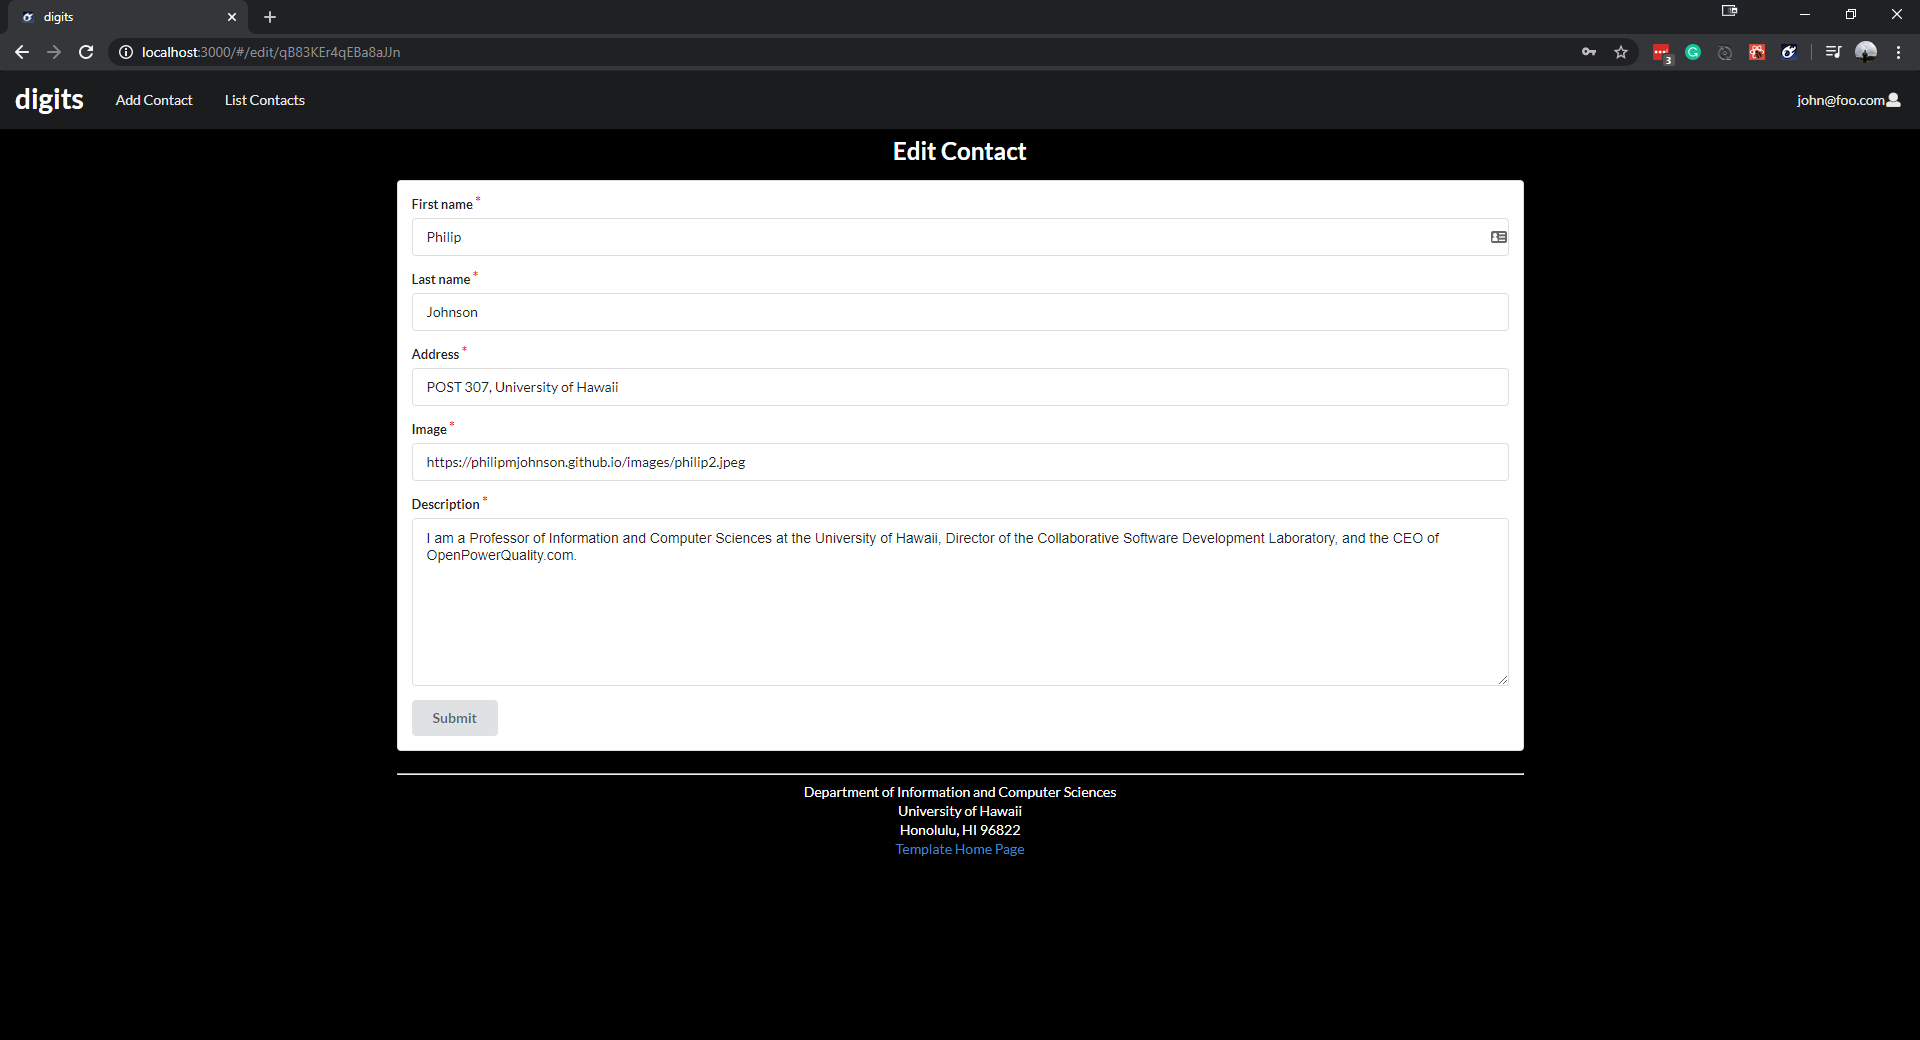 digits
localhost:3000/#/edit/qB83KEr4qEBa8aJJn
3
digits Add Contact List Contacts john@foo.com
Edit Contact
First name *
Philip
Last name *
Johnson
Address *
POST 307, University of Hawaii
Image *
https://philipmjohnson.github.io/images/philip2.jpeg
Description *
I am a Professor of Information and Computer Sciences at the University of Hawaii, Director of the Collaborative Software Development Laboratory, and the CEO of
OpenPowerQuality.com.
Submit
Department of Information and Computer Sciences
University of Hawaii
Honolulu, HI 96822
Template Home Page